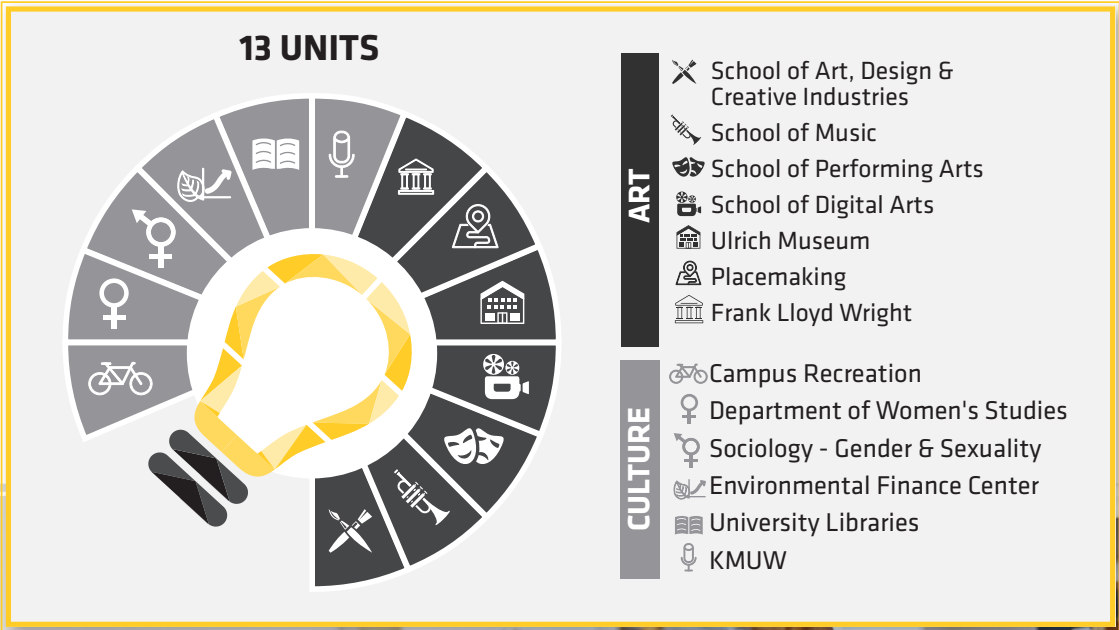 13 UNITS
ART
School of Art, Design &
Creative Industries
School of Music
School of Performing Arts
School of Digital Arts
Ulrich Museum
Placemaking
Frank Lloyd Wright
CULTURE
Campus Recreation
Department of Women's Studies
Sociology - Gender & Sexuality
Environmental Finance Center
University Libraries
KMUW